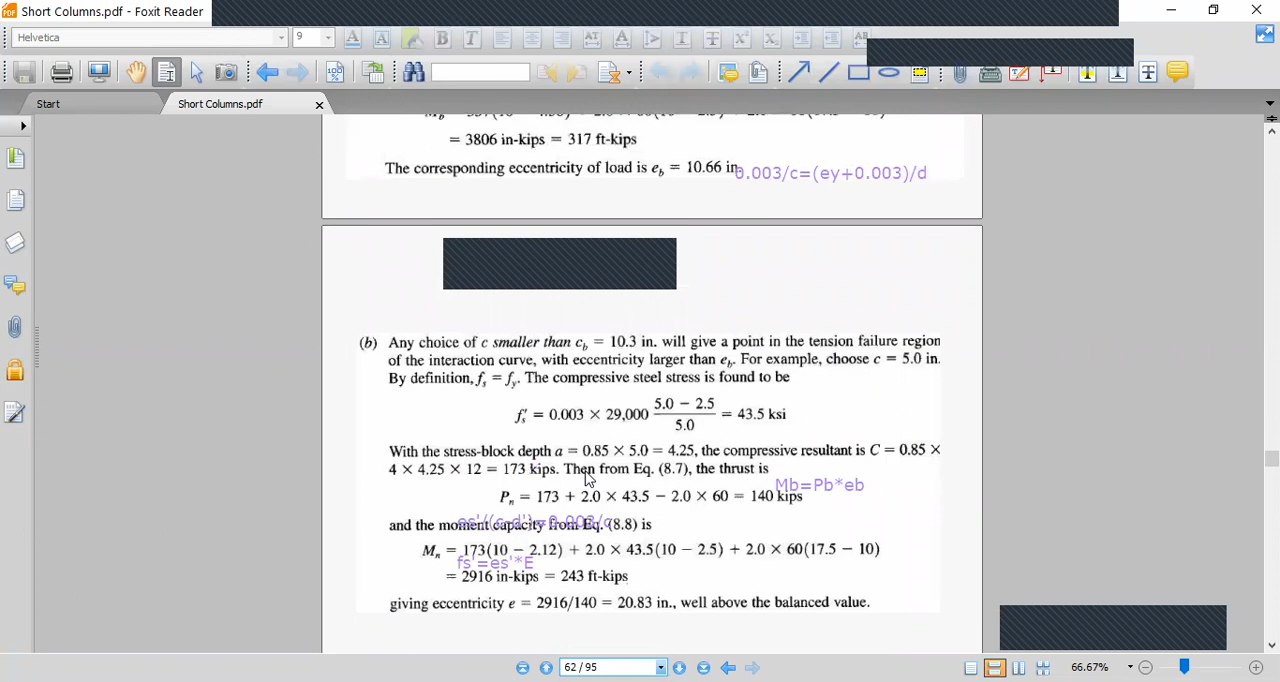 Short Columns.pdf - Foxit Reader
Helvetica
9
Start
Short Columns.pdf
= 3806 in-kips = 317 ft-kips
The corresponding eccentricity of load is e_b = 10.66 in.
0.003/c=(ey+0.003)/d
(b) Any choice of c smaller than c_b = 10.3 in. will give a point in the tension failure region
of the interaction curve, with eccentricity larger than e_b. For example, choose c = 5.0 in.
By definition, f_s = f_y. The compressive steel stress is found to be
f_s' = 0.003 × 29,000 (5.0 − 2.5)/5.0 = 43.5 ksi
With the stress-block depth a = 0.85 × 5.0 = 4.25, the compressive resultant is C = 0.85 ×
4 × 4.25 × 12 = 173 kips. Then from Eq. (8.7), the thrust is
Mb=Pb*eb
P_n = 173 + 2.0 × 43.5 − 2.0 × 60 = 140 kips
es'/(c-d')=0.003/c
and the moment capacity from Eq. (8.8) is
M_n = 173(10 − 2.12) + 2.0 × 43.5(10 − 2.5) + 2.0 × 60(17.5 − 10)
fs'=es'*E
= 2916 in-kips = 243 ft-kips
giving eccentricity e = 2916/140 = 20.83 in., well above the balanced value.
62 / 95
66.67%